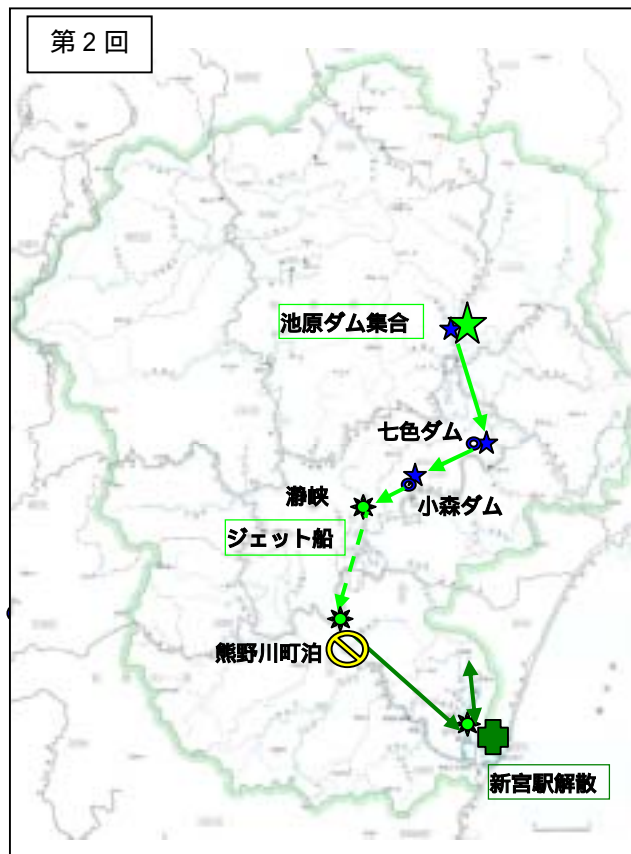 第2回
池原ダム集合
七色ダム
小森ダム
瀞峡
ジェット船
熊野川町泊
新宮駅解散